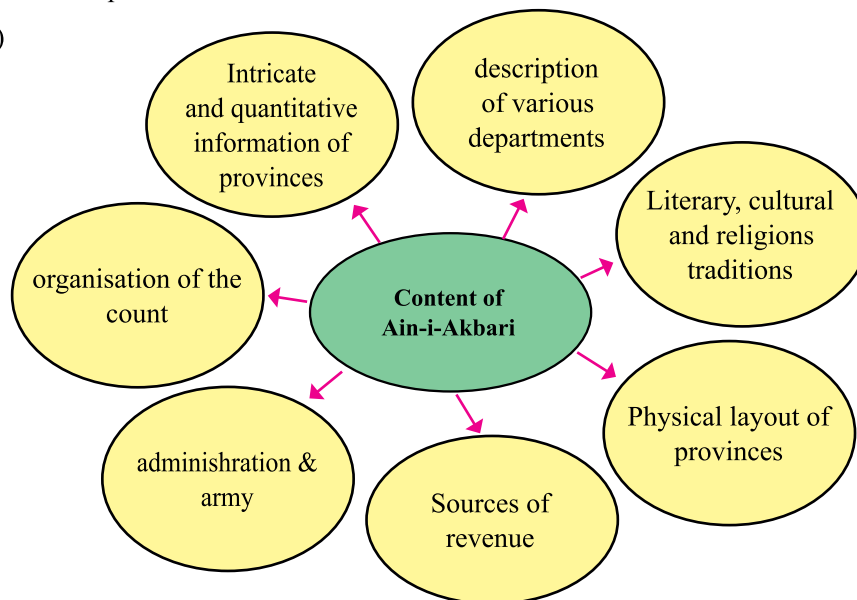 )
Intricate
and quantitative
information of
provinces
description
of various
departments
Literary, cultural
and religions
traditions
organisation of the
count
Content of
Ain-i-Akbari
Physical layout of
provinces
adminishration &
army
Sources of
revenue